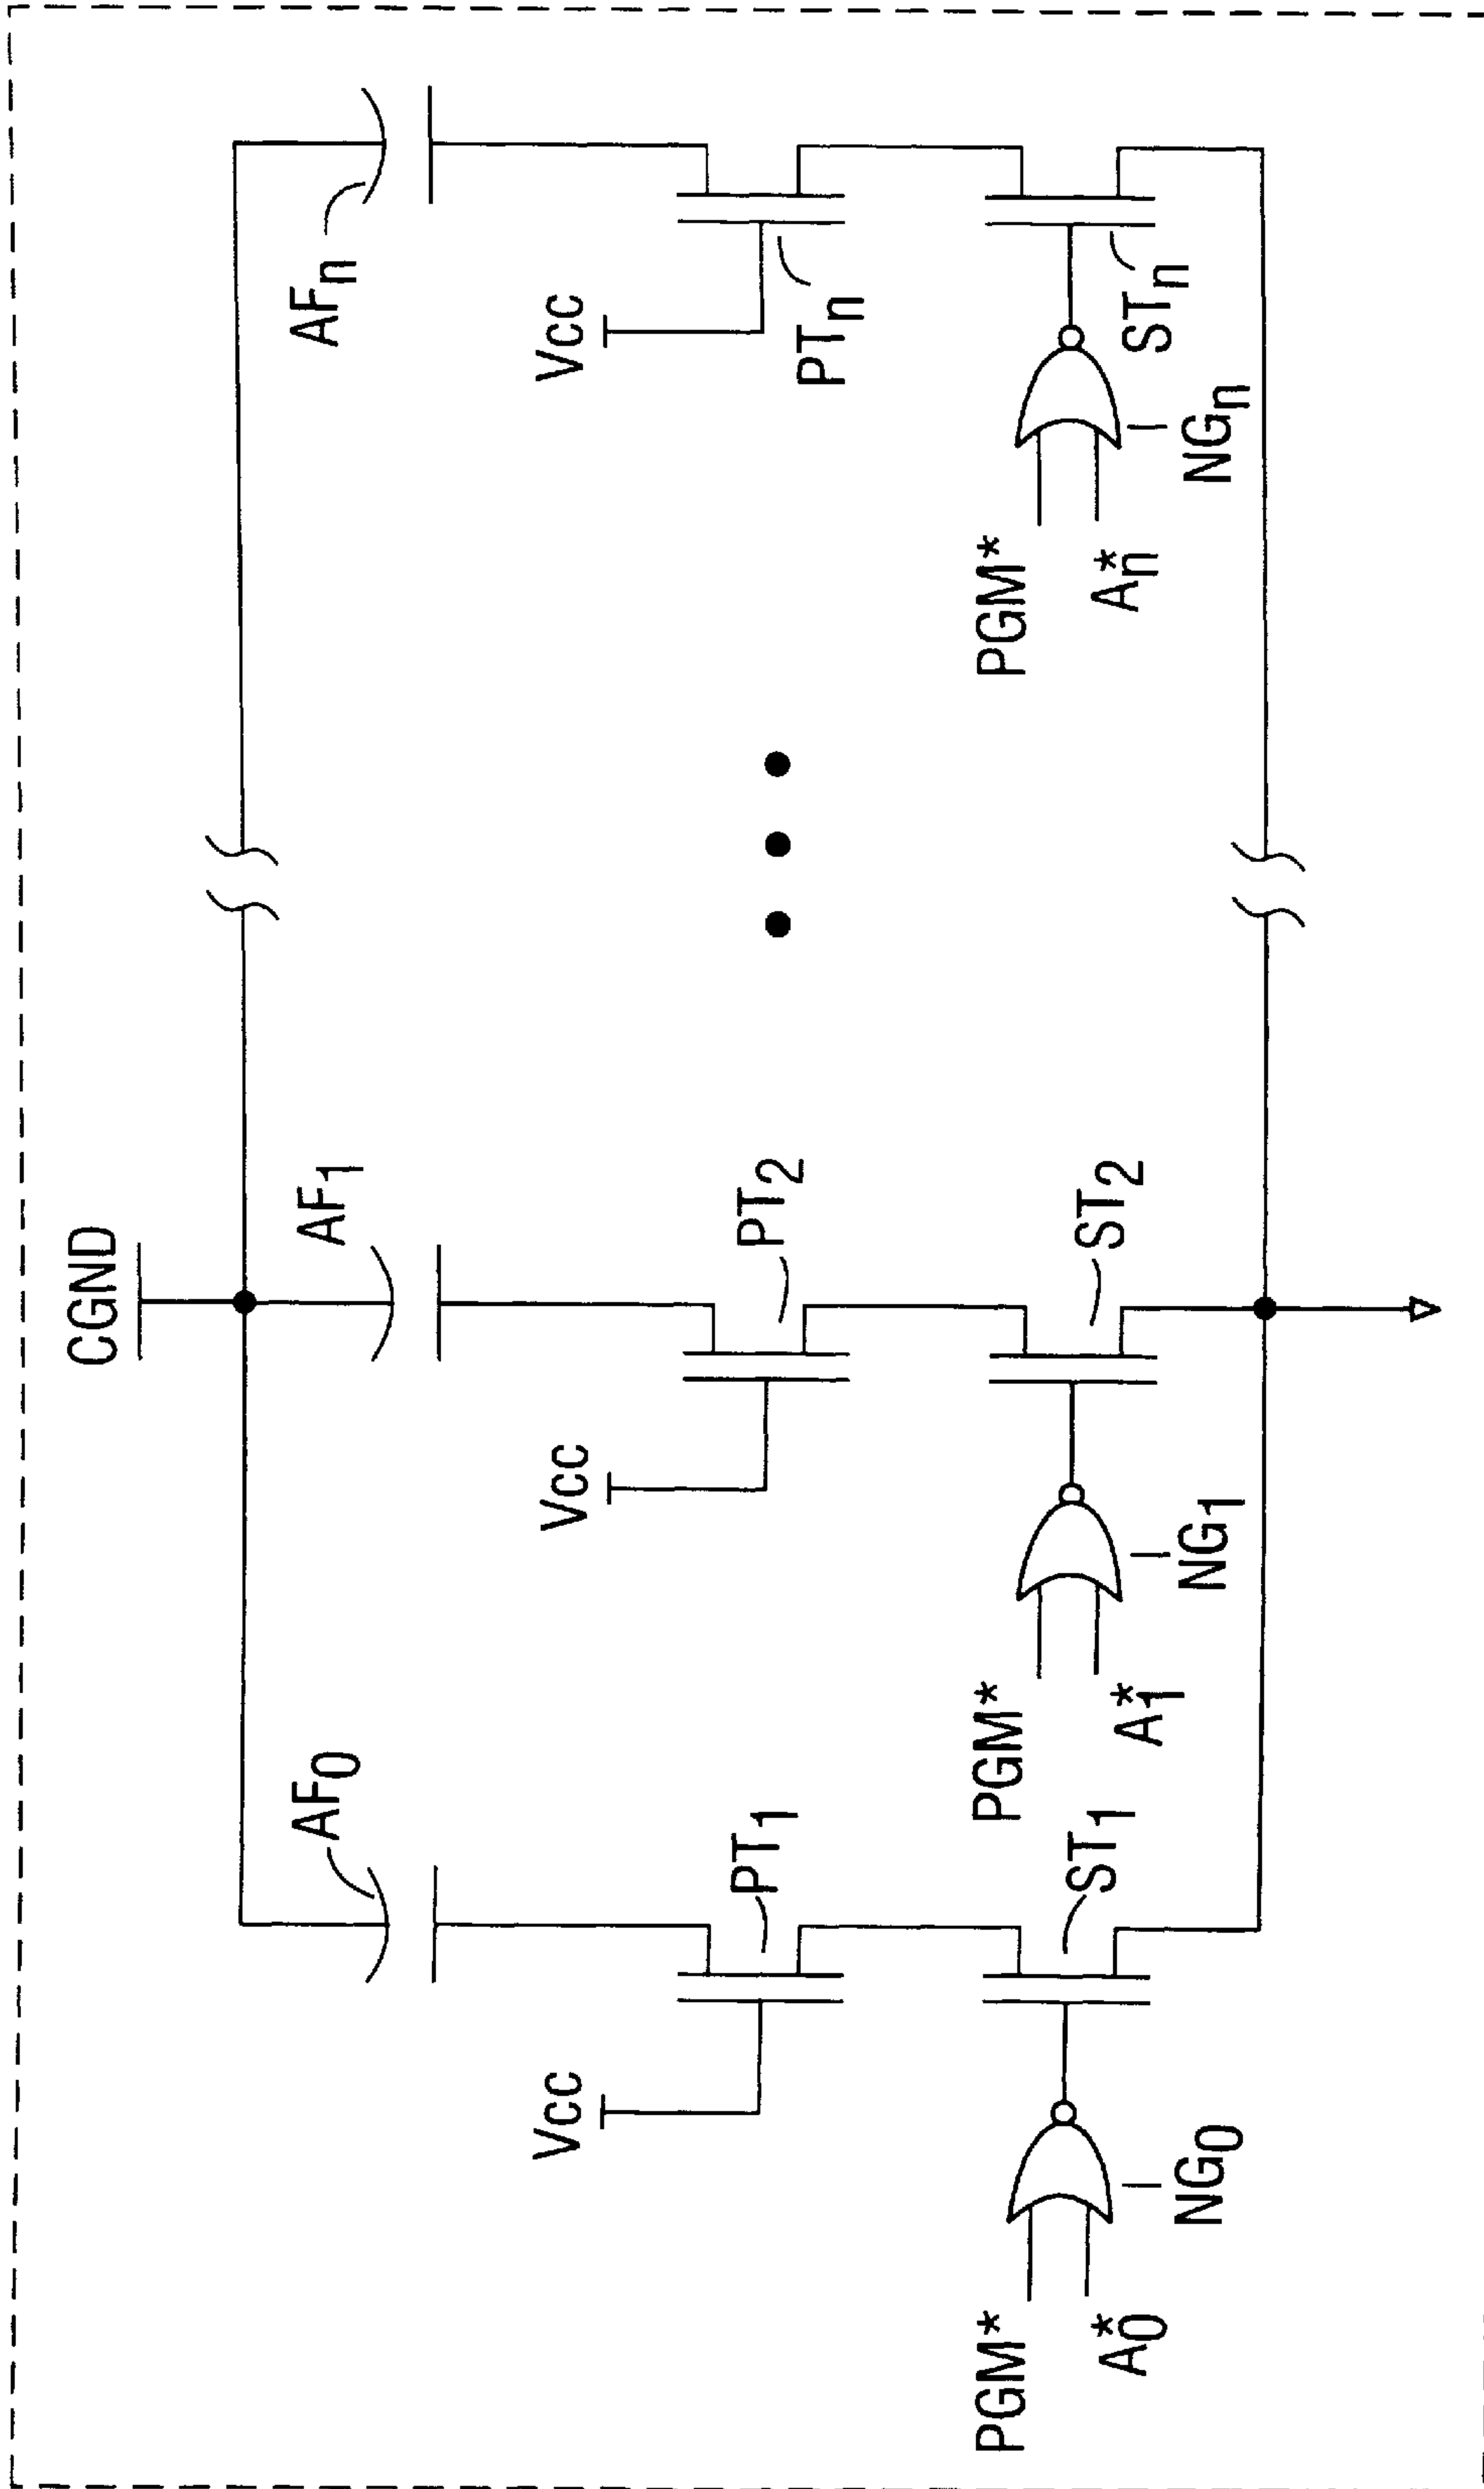 CGND
AF0
AF1
AFn
Vcc
PT1
Vcc
PT2
Vcc
PTn
PGM*
A0*
NG0
ST1
PGM*
A1*
NG1
ST2
PGM*
An*
NGn
STn